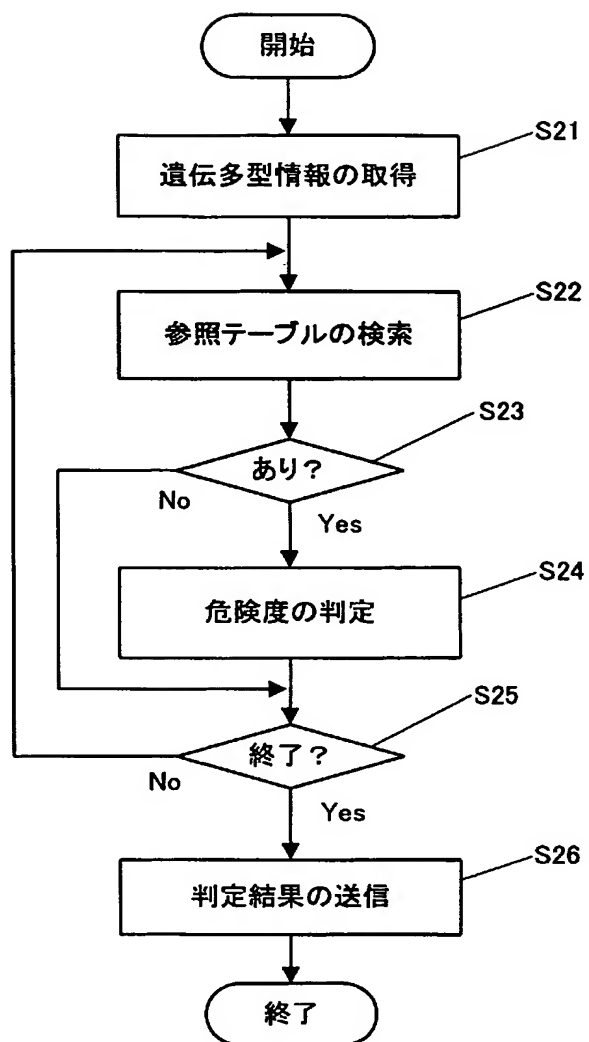 開始
S21
遺伝多型情報の取得
S22
参照テーブルの検索
S23
あり？
No
Yes
S24
危険度の判定
S25
終了？
No
Yes
S26
判定結果の送信
終了